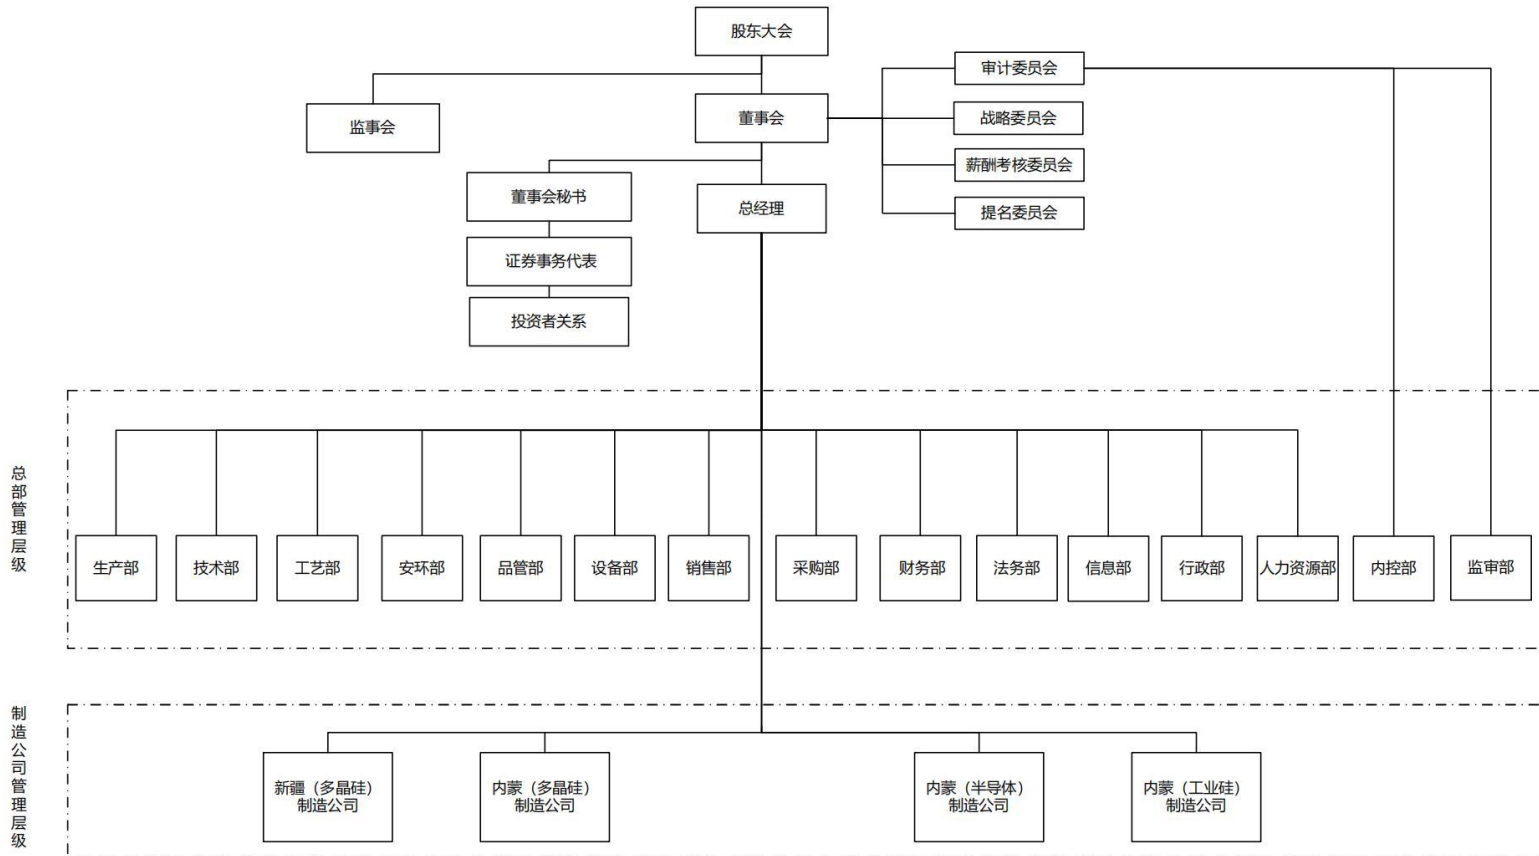 股东大会
审计委员会
监事会
董事会
战略委员会
薪酬考核委员会
董事会秘书
总经理
提名委员会
证券事务代表
投资者关系
总部管理层级
生产部
技术部
工艺部
安环部
品管部
设备部
销售部
采购部
财务部
法务部
信息部
行政部
人力资源部
内控部
监审部
制造公司管理层级
新疆（多晶硅）
制造公司
内蒙（多晶硅）
制造公司
内蒙（半导体）
制造公司
内蒙（工业硅）
制造公司